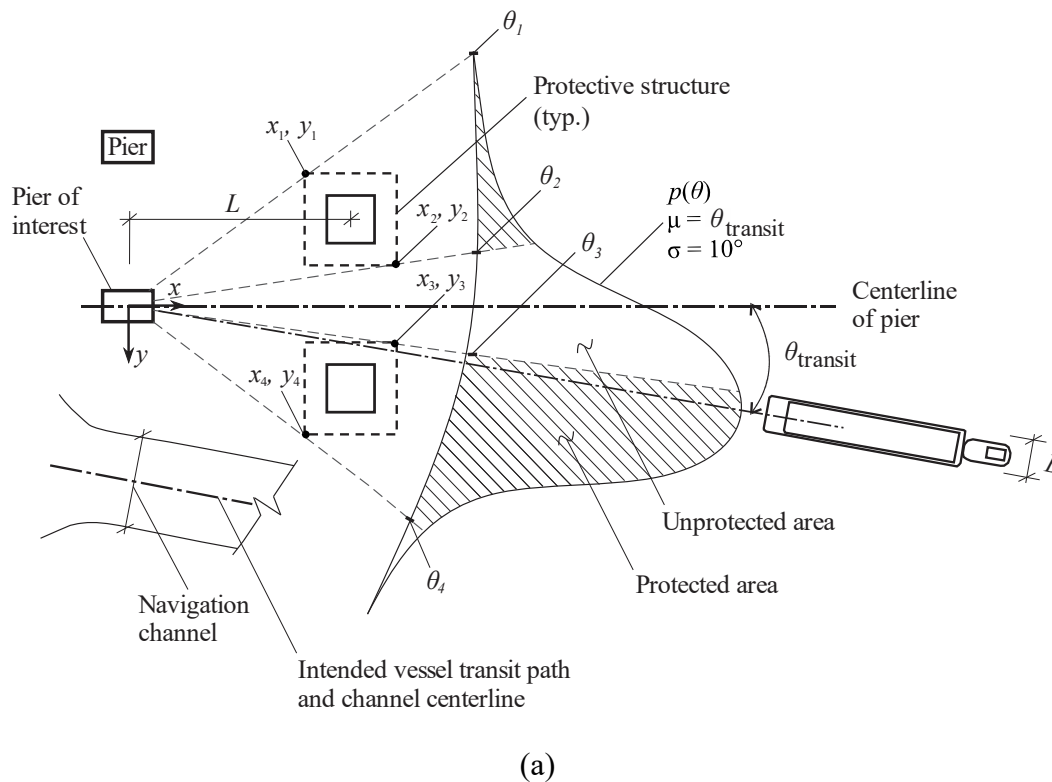 θ1
Protective structure
(typ.)
x1, y1
Pier
θ2
p(θ)
μ = θtransit
σ = 10°
Pier of
interest
L
x2, y2
θ3
x
x3, y3
Centerline
of pier
y
θtransit
x4, y4
Unprotected area
θ4
Protected area
Navigation
channel
Intended vessel transit path
and channel centerline
(a)